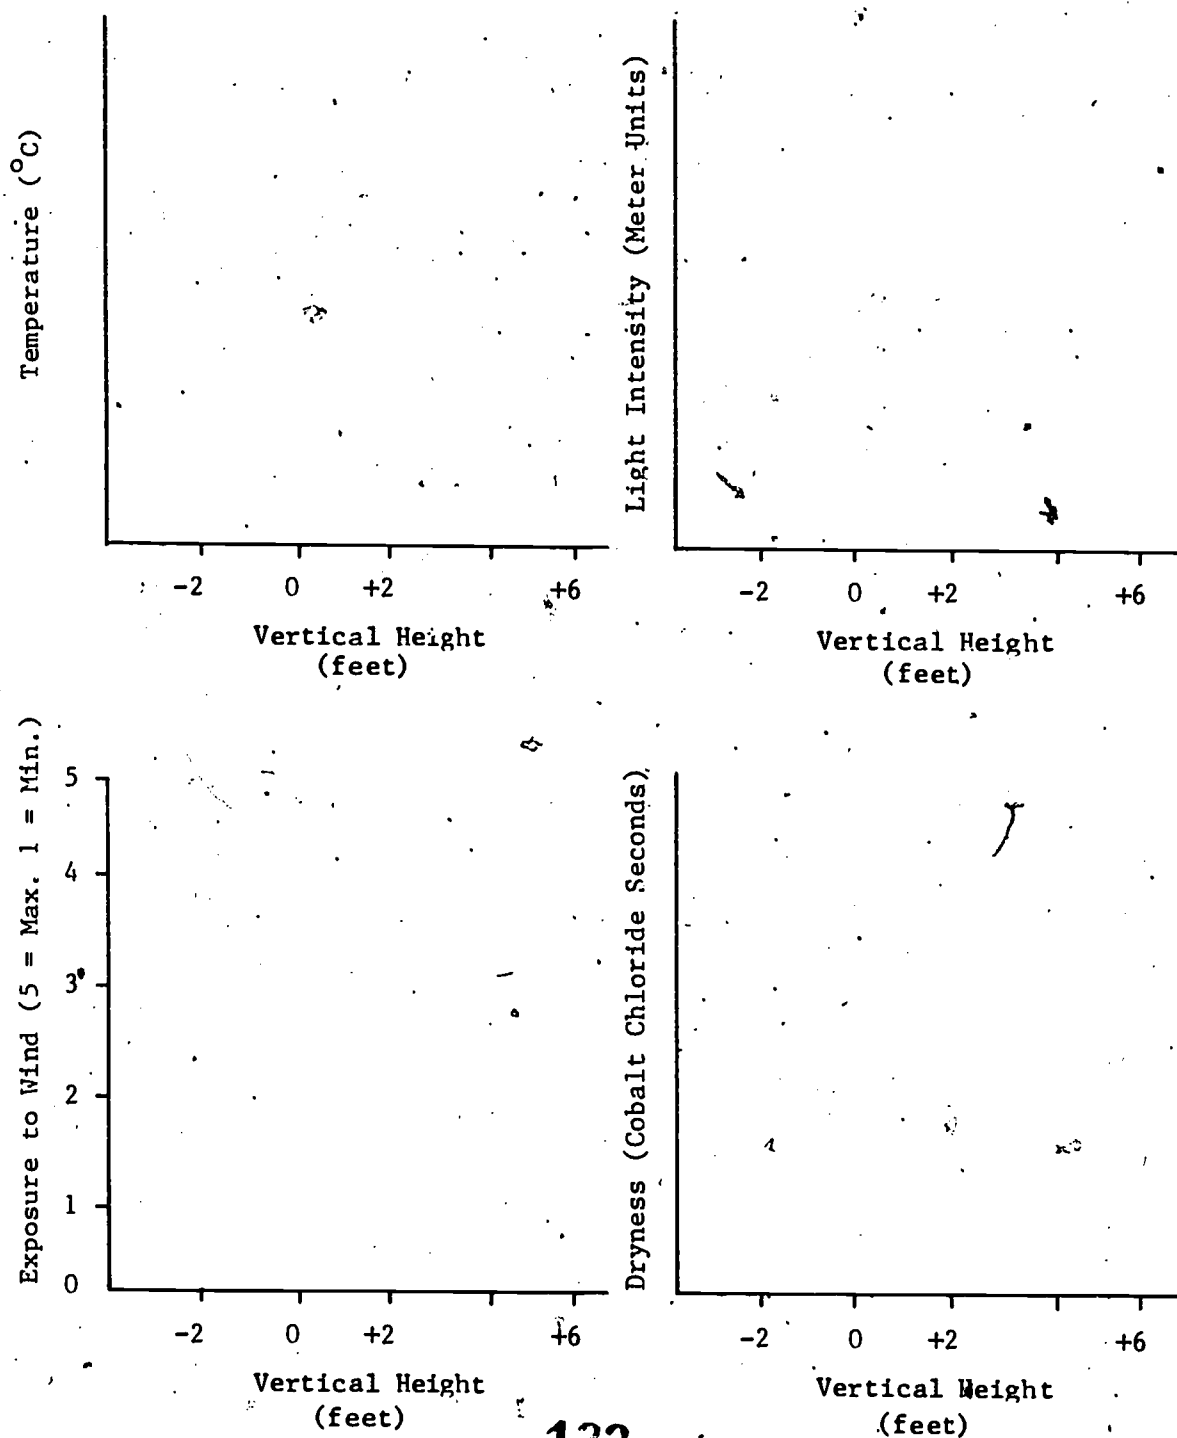 Temperature (°C)
-2 0 +2 +6
Vertical Height
(feet)
Light Intensity (Meter Units)
-2 0 +2 +6
Vertical Height
(feet)
Exposure to Wind (5 = Max. 1 = Min.)
5
4
3
2
1
0
-2 0 +2 +6
Vertical Height
(feet)
Dryness (Cobalt Chloride Seconds)
-2 0 +2 +6
Vertical Height
(feet)